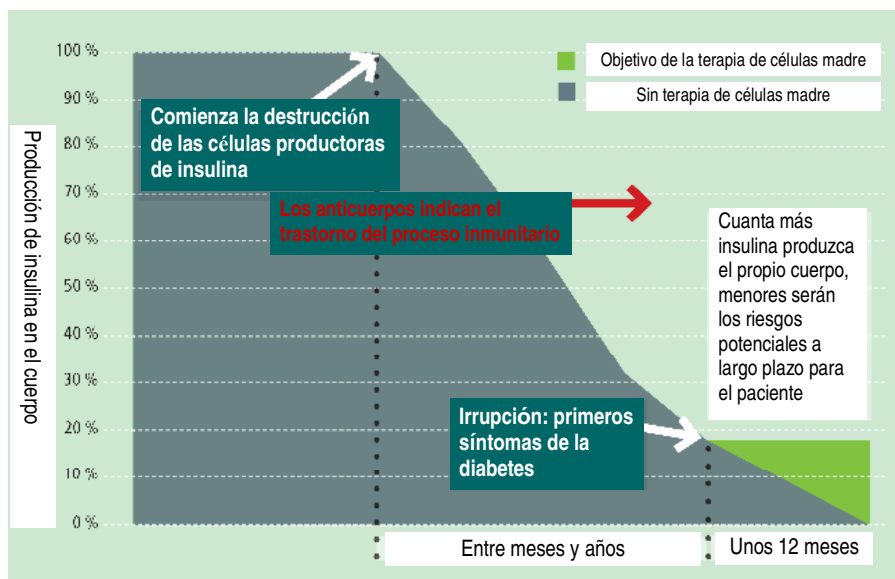 100 %
90 %
80 %
70 %
60 %
50 %
40 %
30 %
20 %
10 %
0 %
Producción de insulina en el cuerpo
Objetivo de la terapia de células madre
Sin terapia de células madre
Comienza la destrucción
de las células productoras
de insulina
Los anticuerpos indican el
trastorno del proceso inmunitario
Cuanta más
insulina produzca
el propio cuerpo,
menores serán
los riesgos
potenciales a
largo plazo para
el paciente
Irrupción: primeros
síntomas de la
diabetes
Entre meses y años
Unos 12 meses